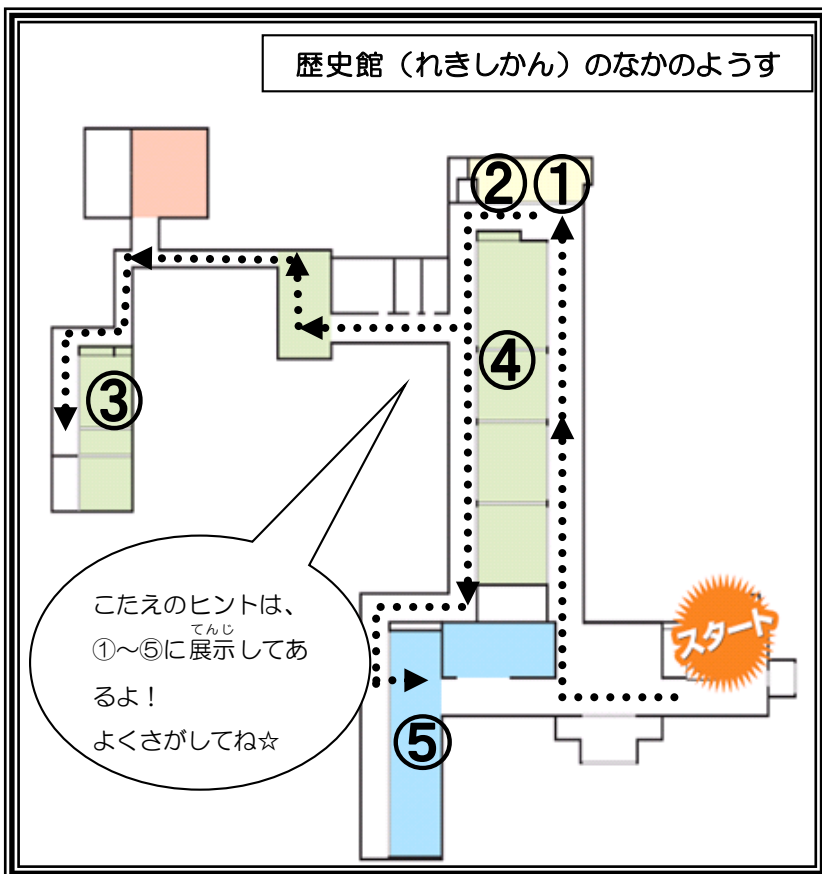 歴史館（れきしかん）のなかのようす
②①
④
③
スタート
こたえのヒントは、
①～⑤に展示してあ
てんじ
るよ！
よくさがしてね☆
⑤